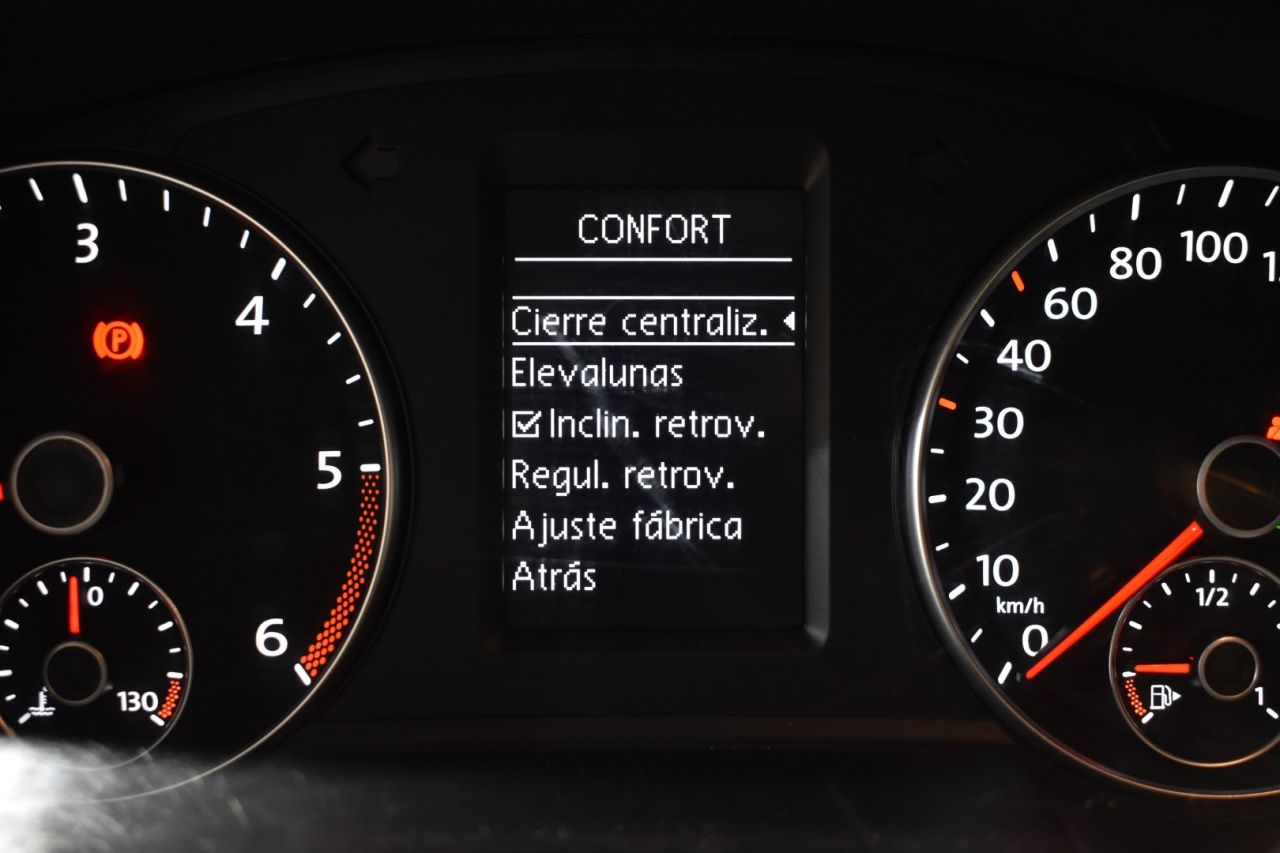 CONFORT
Cierre centraliz.
Elevalunas
Inclin. retrov.
Regul. retrov.
Ajuste fábrica
Atrás
3
4
5
6
P
0
130
0
10
20
30
40
60
80
100
km/h
1/2
1